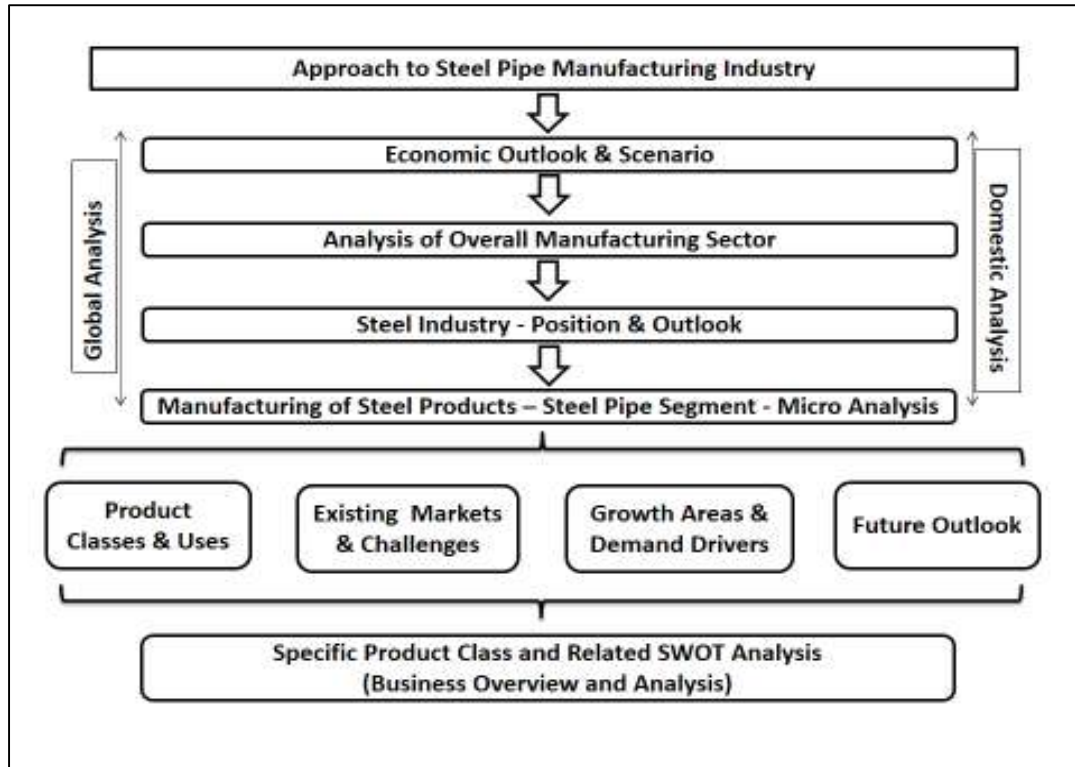 Approach to Steel Pipe Manufacturing Industry
Economic Outlook & Scenario
Analysis of Overall Manufacturing Sector
Steel Industry - Position & Outlook
Manufacturing of Steel Products – Steel Pipe Segment - Micro Analysis
Global Analysis
Domestic Analysis
Product
Classes & Uses
Existing Markets
& Challenges
Growth Areas &
Demand Drivers
Future Outlook
Specific Product Class and Related SWOT Analysis
(Business Overview and Analysis)